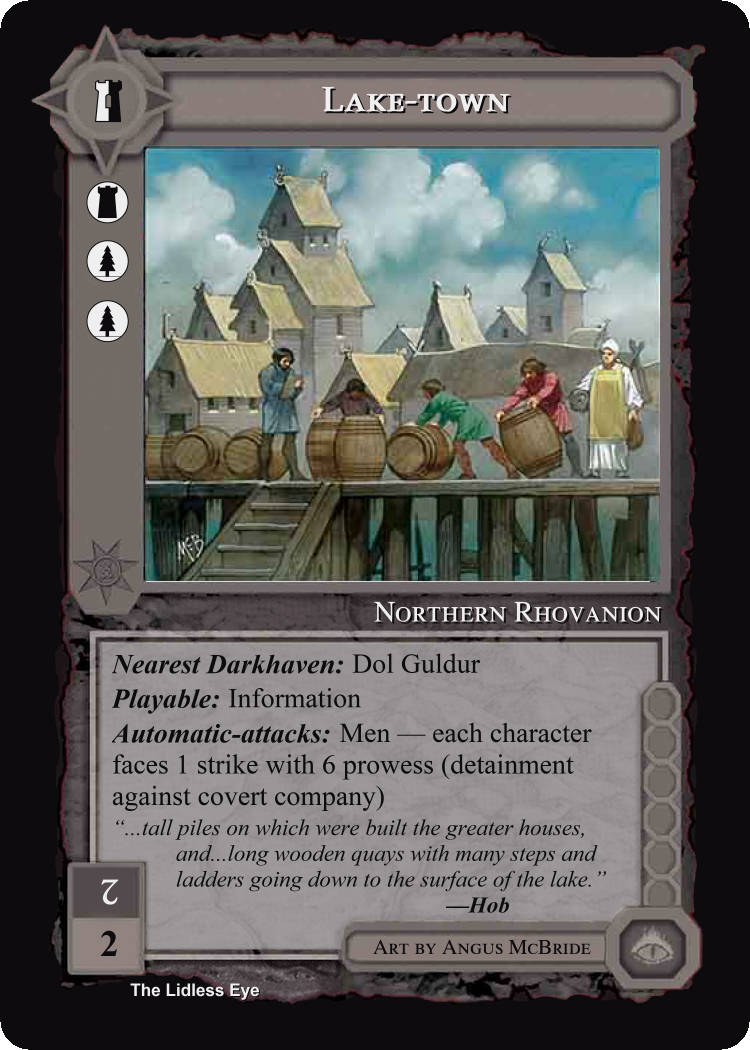 Lake-town
McB
Northern Rhovanion
Nearest Darkhaven: Dol Guldur
Playable: Information
Automatic-attacks: Men — each character
faces 1 strike with 6 prowess (detainment
against covert company)
“...tall piles on which were built the greater houses,
and...long wooden quays with many steps and
ladders going down to the surface of the lake.”
—Hob
2
2
Art by Angus McBride
The Lidless Eye